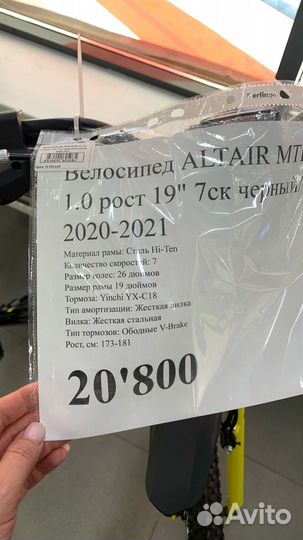 Berlingo
Велосипед ALTAIR MTB
1.0 рост 19" 7ск черный
2020-2021
Материал рамы: Сталь Hi-Ten
Количество скоростей: 7
Размер колес: 26 дюймов
Размер рамы 19 дюймов
Тормоза: Yinchi YX-C18
Тип амортизации: Жесткая вилка
Вилка: Жесткая стальная
Тип тормозов: Ободные V-Brake
Рост, см: 173-181
20'800
Avito